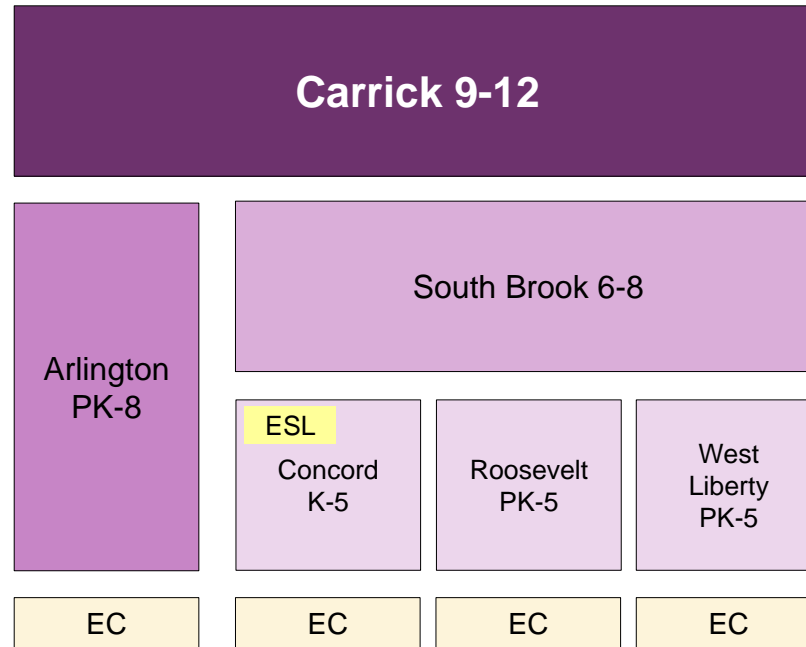 Carrick 9-12
South Brook 6-8
Arlington
PK-8
ESL
Concord
K-5
Roosevelt
PK-5
West
Liberty
PK-5
EC
EC
EC
EC